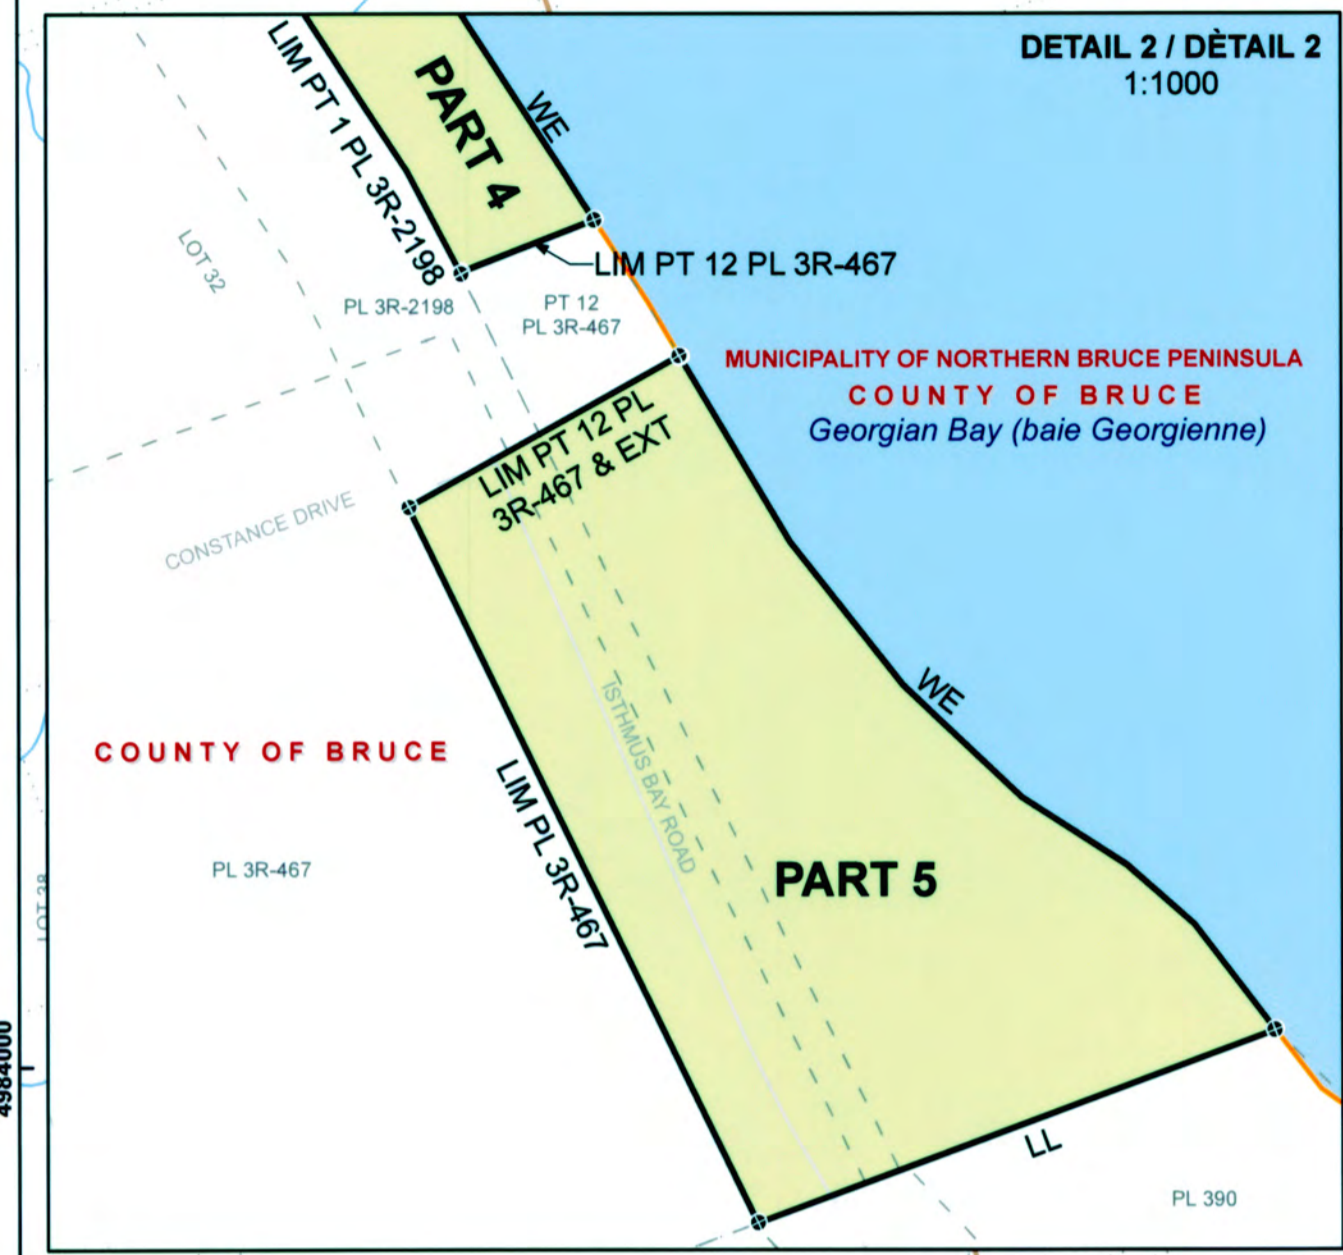 DETAIL 2 / DÈTAIL 2
1:1000
LIM PT 1 PL 3R-2198
PART 4
WE
LOT 32
LIM PT 12 PL 3R-467
PL 3R-2198
PT 12
PL 3R-467
MUNICIPALITY OF NORTHERN BRUCE PENINSULA
COUNTY OF BRUCE
Georgian Bay (baie Georgienne)
LIM PT 12 PL
3R-467 & EXT
CONSTANCE DRIVE
WE
ISTHMUS BAY ROAD
COUNTY OF BRUCE
LIM PL 3R-467
PL 3R-467
LOT 38
PART 5
4984000
LL
PL 390